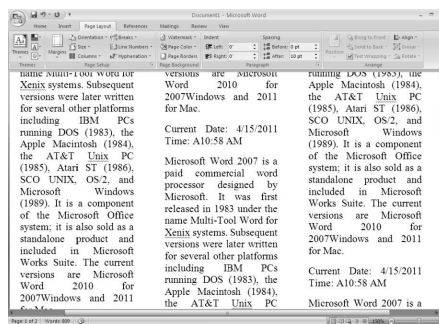 Document1 - Microsoft Word
Home Insert Page Layout References Mailings Review View
Themes
Margins
Orientation Breaks
Size Line Numbers
Columns Hyphenation
Watermark
Page Color
Page Borders
Indent
Left: 0"
Right: 0"
Spacing
Before: 0 pt
After: 10 pt
Position
Bring to Front
Send to Back
Text Wrapping
Align
Group
Rotate
Themes Page Setup Page Background Paragraph Arrange
name Multi-Tool Word for
Xenix systems. Subsequent
versions were later written
for several other platforms
including IBM PCs
running DOS (1983), the
Apple Macintosh (1984),
the AT&T Unix PC
(1985), Atari ST (1986),
SCO UNIX, OS/2, and
Microsoft Windows
(1989). It is a component
of the Microsoft Office
system; it is also sold as a
standalone product and
included in Microsoft
Works Suite. The current
versions are Microsoft
Word 2010 for
2007Windows and 2011
for Mac.
versions are Microsoft
Word 2010 for
2007Windows and 2011
for Mac.
Current Date: 4/15/2011
Time: A10:58 AM
Microsoft Word 2007 is a
paid commercial word
processor designed by
Microsoft. It was first
released in 1983 under the
name Multi-Tool Word for
Xenix systems. Subsequent
versions were later written
for several other platforms
including IBM PCs
running DOS (1983), the
Apple Macintosh (1984),
the AT&T Unix PC
running DOS (1983), the
Apple Macintosh (1984),
the AT&T Unix PC
(1985), Atari ST (1986),
SCO UNIX, OS/2, and
Microsoft Windows
(1989). It is a component
of the Microsoft Office
system; it is also sold as a
standalone product and
included in Microsoft
Works Suite. The current
versions are Microsoft
Word 2010 for
2007Windows and 2011
for Mac.
Current Date: 4/15/2011
Time: A10:58 AM
Microsoft Word 2007 is a
Page: 1 of 2 Words: 809 150%